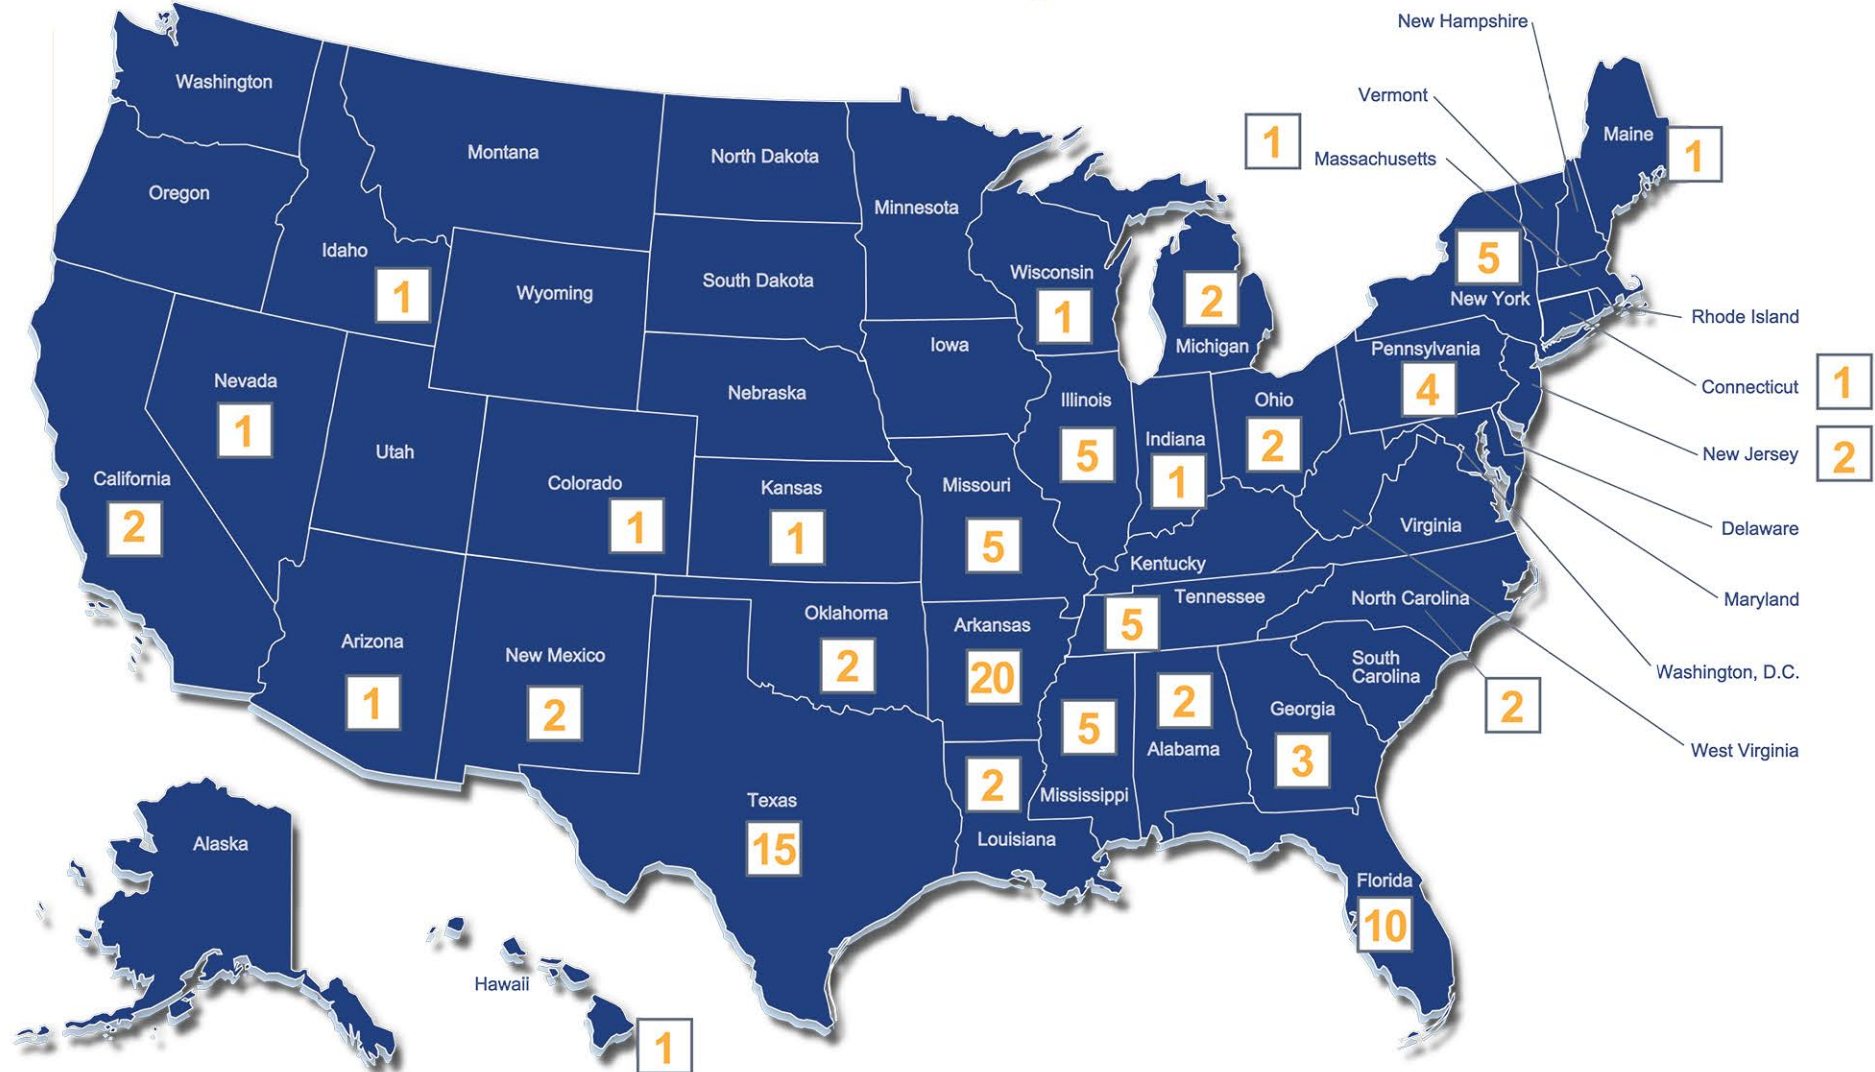 New Hampshire
Washington
Vermont
1
Massachusetts
Maine
1
Montana
North Dakota
Minnesota
Oregon
Idaho
1
Wyoming
South Dakota
Wisconsin
1
2
Michigan
5
New York
Rhode Island
Iowa
Pennsylvania
4
Nevada
1
Nebraska
Illinois
5
Ohio
2
Connecticut
1
Indiana
1
New Jersey
2
Utah
California
2
Colorado
1
Kansas
1
Missouri
5
Virginia
Delaware
Kentucky
Maryland
Tennessee
5
North Carolina
Oklahoma
2
Arkansas
20
Arizona
1
New Mexico
2
South
Carolina
Washington, D.C.
2
2
Alabama
5
Mississippi
Georgia
3
West Virginia
2
Louisiana
Texas
15
Alaska
Florida
10
Hawaii
1